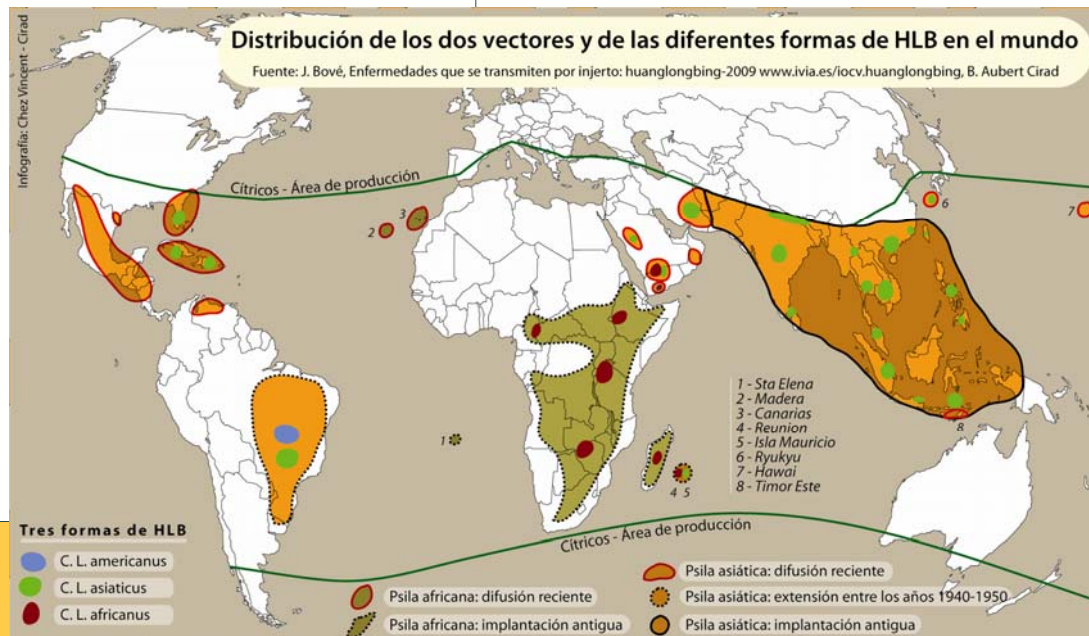 Distribución de los dos vectores y de las diferentes formas de HLB en el mundo
Fuente: J. Bové, Enfermedades que se transmiten por injerto: huanglongbing-2009 www.ivia.es/iocv.huanglongbing, B. Aubert Cirad
Infografía: Chez Vincent - Cirad
Cítricos - Área de producción
3
2
6
7
1
4 5
8
1 - Sta Elena
2 - Madera
3 - Canarias
4 - Reunion
5 - Isla Mauricio
6 - Ryukyu
7 - Hawai
8 - Timor Este
Cítricos - Área de producción
Tres formas de HLB
C. L. americanus
C. L. asiaticus
C. L. africanus
Psila africana: difusión reciente
Psila africana: implantación antigua
Psila asiática: difusión reciente
Psila asiática: extensión entre los años 1940-1950
Psila asiática: implantación antigua